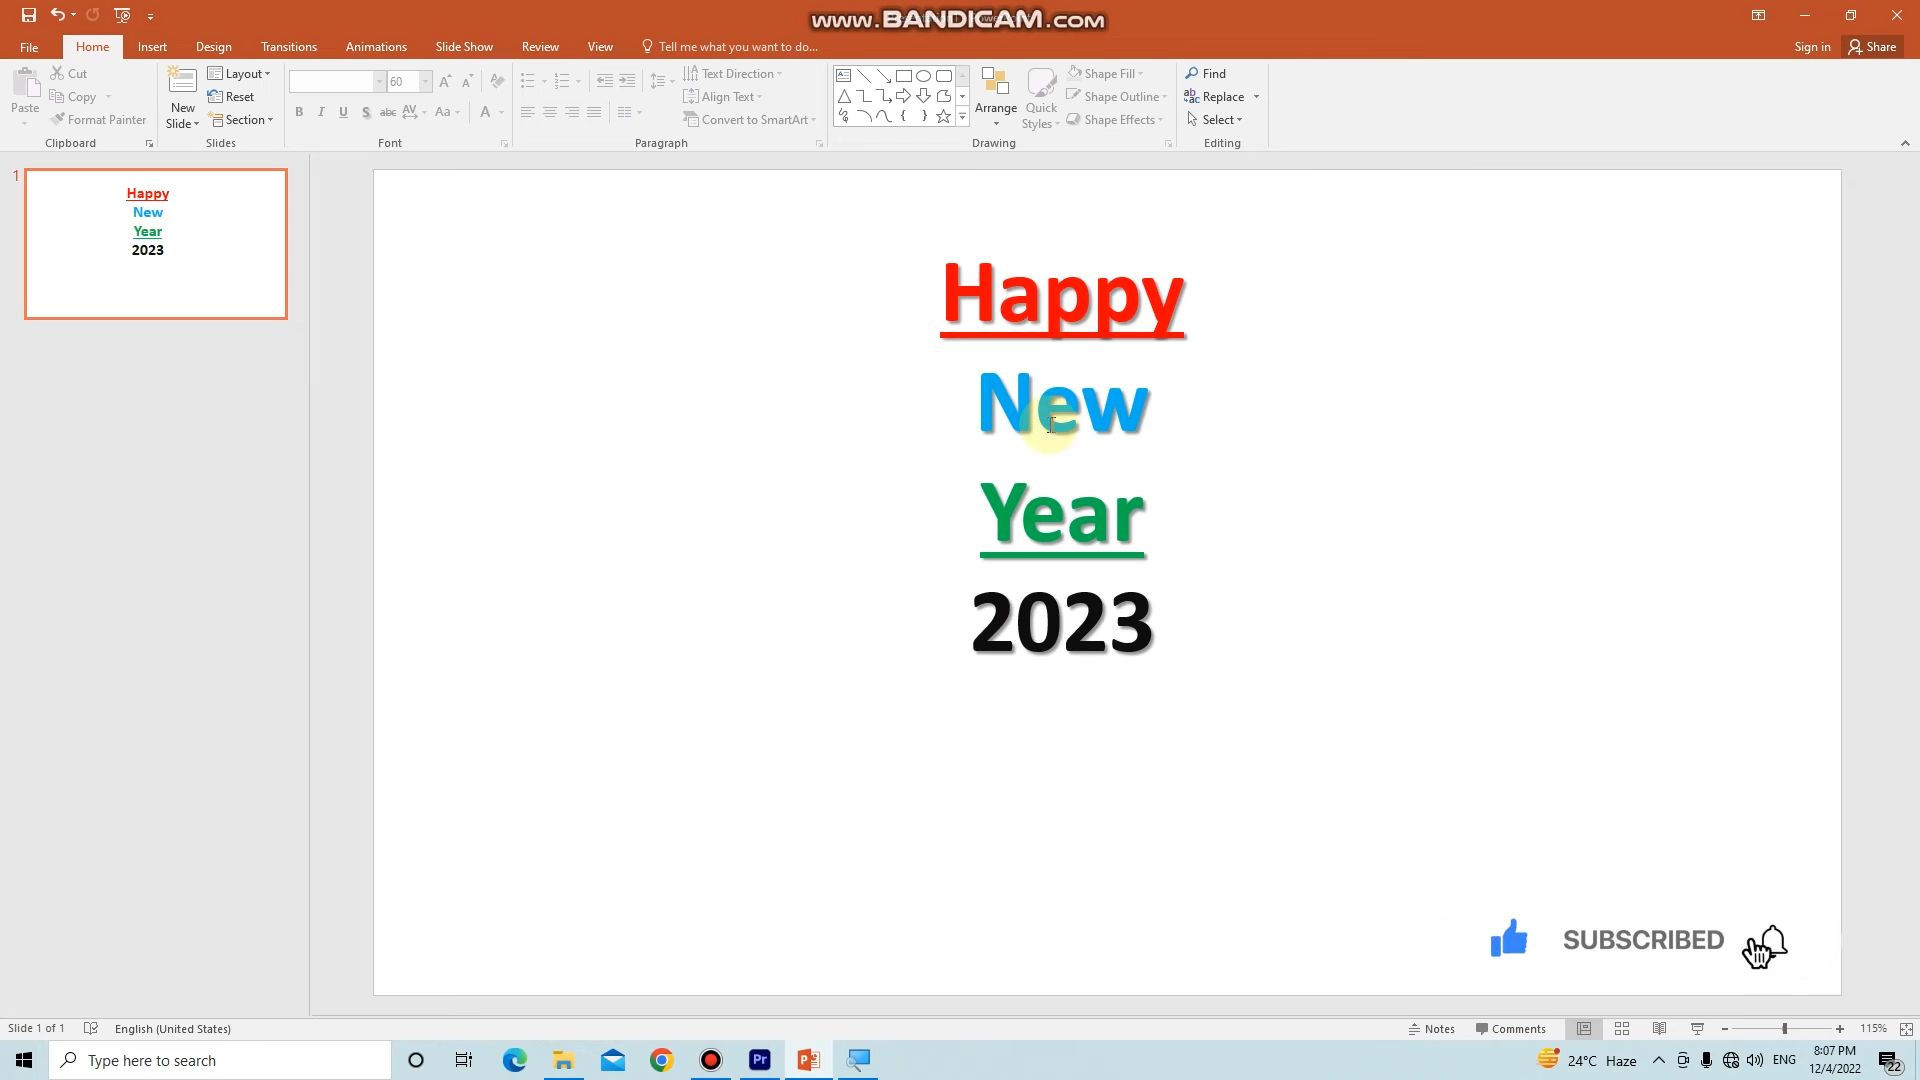 www.BANDICAM.com
File Home Insert Design Transitions Animations Slide Show Review View Tell me what you want to do... Sign in Share
Cut
Copy
Format Painter
Paste
Clipboard
New
Slide
Layout
Reset
Section
Slides
60
B I U S abc AV Aa A
Font
Text Direction
Align Text
Convert to SmartArt
Paragraph
Arrange
Quick
Styles
Shape Fill
Shape Outline
Shape Effects
Drawing
Find
Replace
Select
Editing
1
Happy
New
Year
2023
Happy
New
Year
2023
SUBSCRIBED
Slide 1 of 1 English (United States) Notes Comments 115%
Type here to search
Pr
24°C Haze
ENG
8:07 PM
12/4/2022
22